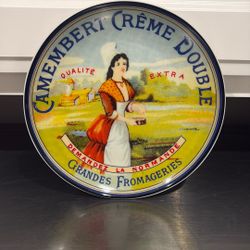 CAMEMBERT CRÊME DOUBLE
QUALITÉ EXTRA
DEMANDEZ LA NORMANDE
GRANDES FROMAGERIES